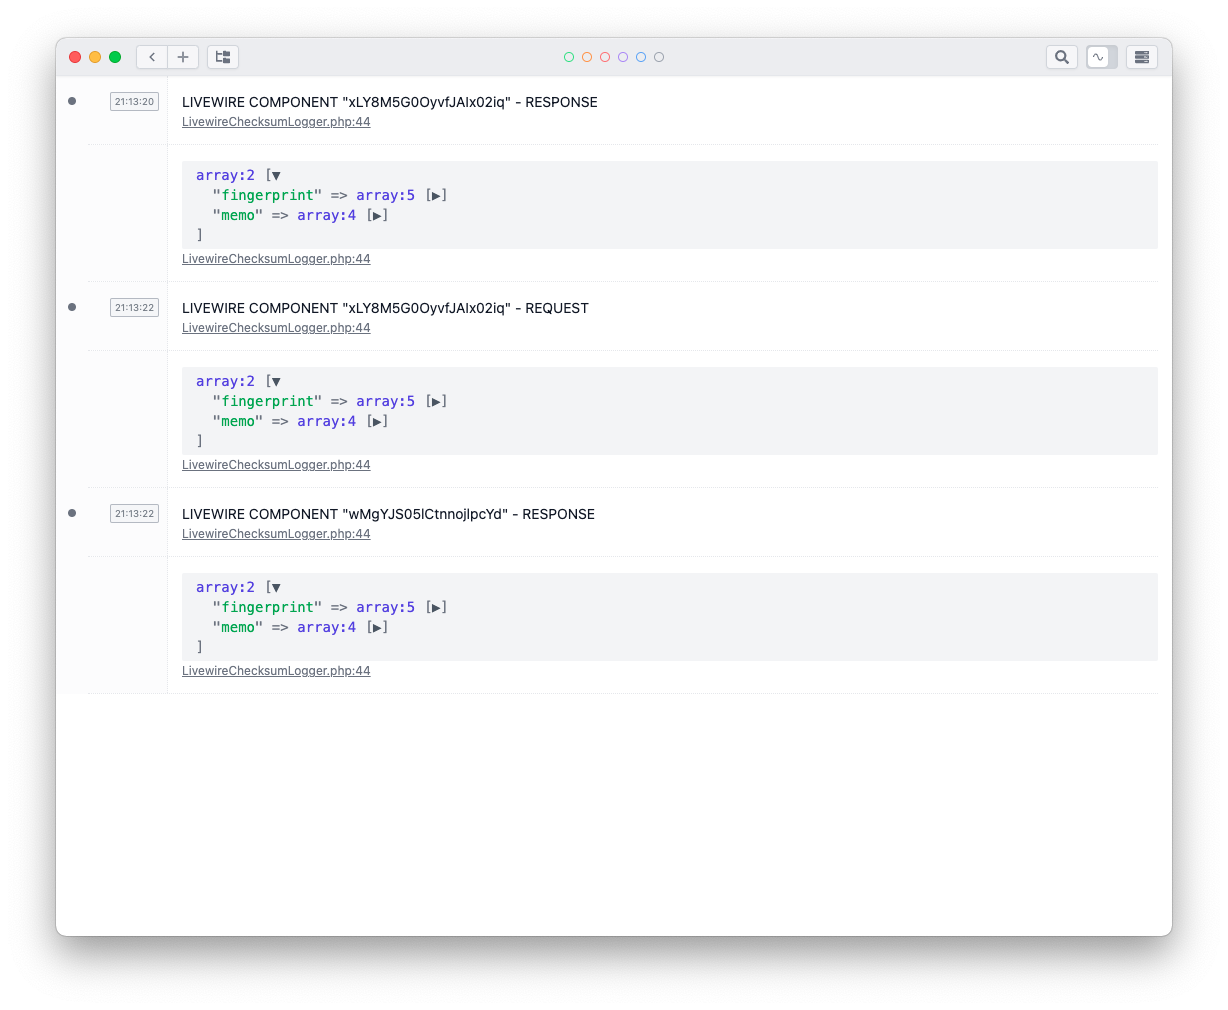 21:13:20
LIVEWIRE COMPONENT "xLY8M5G0OyvfJAlx02iq" - RESPONSE
LivewireChecksumLogger.php:44
array:2 [▼
"fingerprint" => array:5 [▶]
"memo" => array:4 [▶]
]
LivewireChecksumLogger.php:44
21:13:22
LIVEWIRE COMPONENT "xLY8M5G0OyvfJAlx02iq" - REQUEST
LivewireChecksumLogger.php:44
array:2 [▼
"fingerprint" => array:5 [▶]
"memo" => array:4 [▶]
]
LivewireChecksumLogger.php:44
21:13:22
LIVEWIRE COMPONENT "wMgYJS05lCtnnojlpcYd" - RESPONSE
LivewireChecksumLogger.php:44
array:2 [▼
"fingerprint" => array:5 [▶]
"memo" => array:4 [▶]
]
LivewireChecksumLogger.php:44